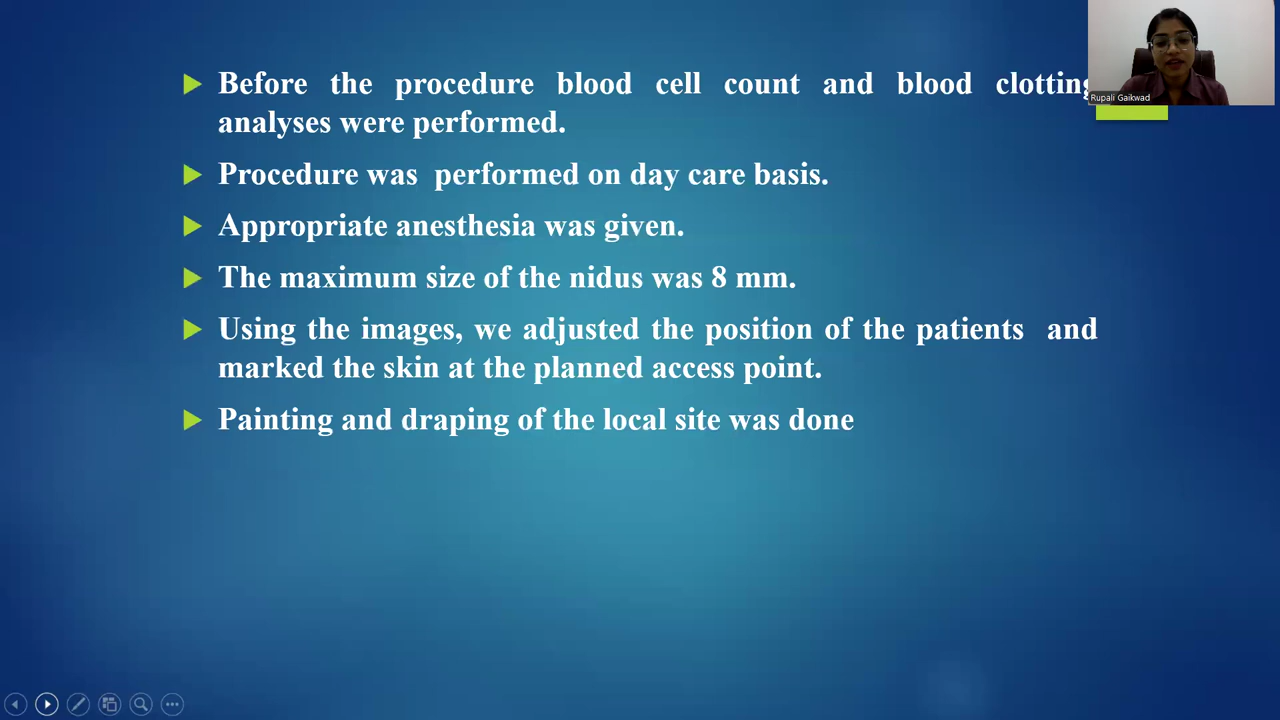 Before the procedure blood cell count and blood clotting
analyses were performed.
Procedure was performed on day care basis.
Appropriate anesthesia was given.
The maximum size of the nidus was 8 mm.
Using the images, we adjusted the position of the patients and
marked the skin at the planned access point.
Painting and draping of the local site was done
Rupali Gaikwad